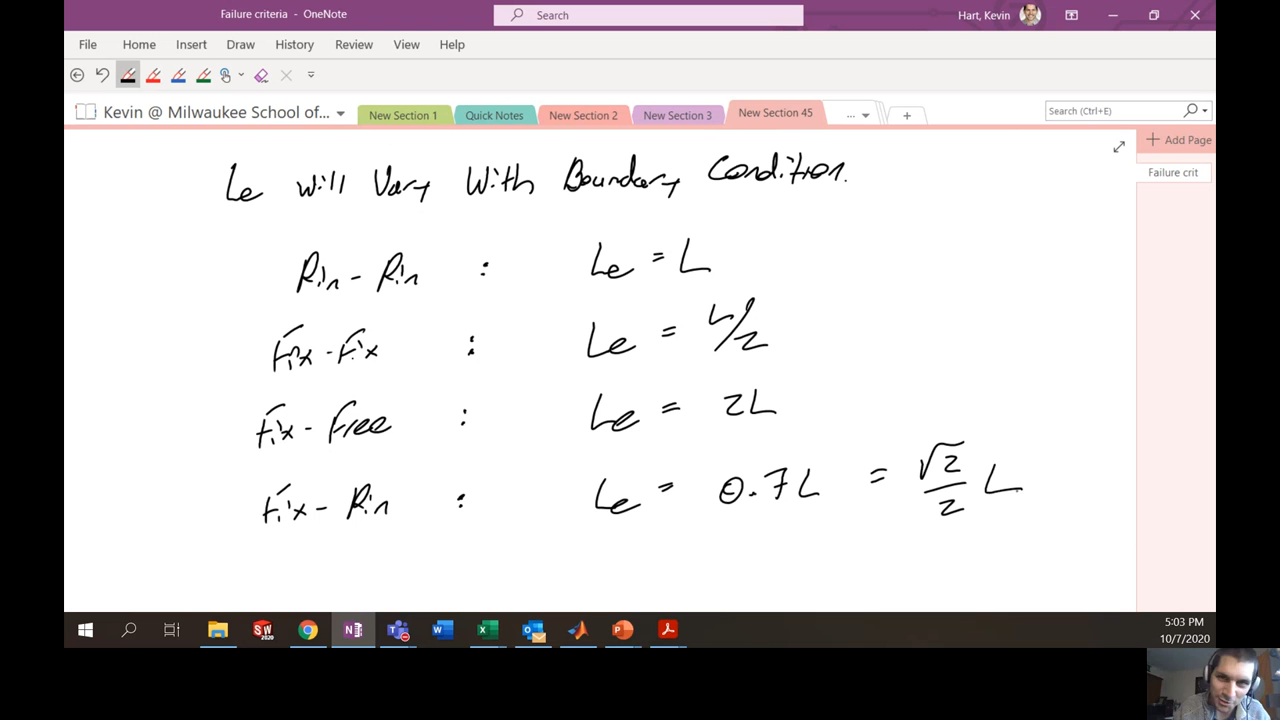 Failure criteria - OneNote
Search
Hart, Kevin
File Home Insert Draw History Review View Help
Kevin @ Milwaukee School of...
New Section 1
Quick Notes
New Section 2
New Section 3
New Section 45
...
Search (Ctrl+E)
Add Page
Failure crit
Le will Vary With Boundary Condition.
Pin - Pin : Le = L
Fix - Fix : Le = L/2
Fix - Free : Le = 2L
Fix - Pin : Le = 0.7L = √2/2 L
SW 2020
5:03 PM
10/7/2020